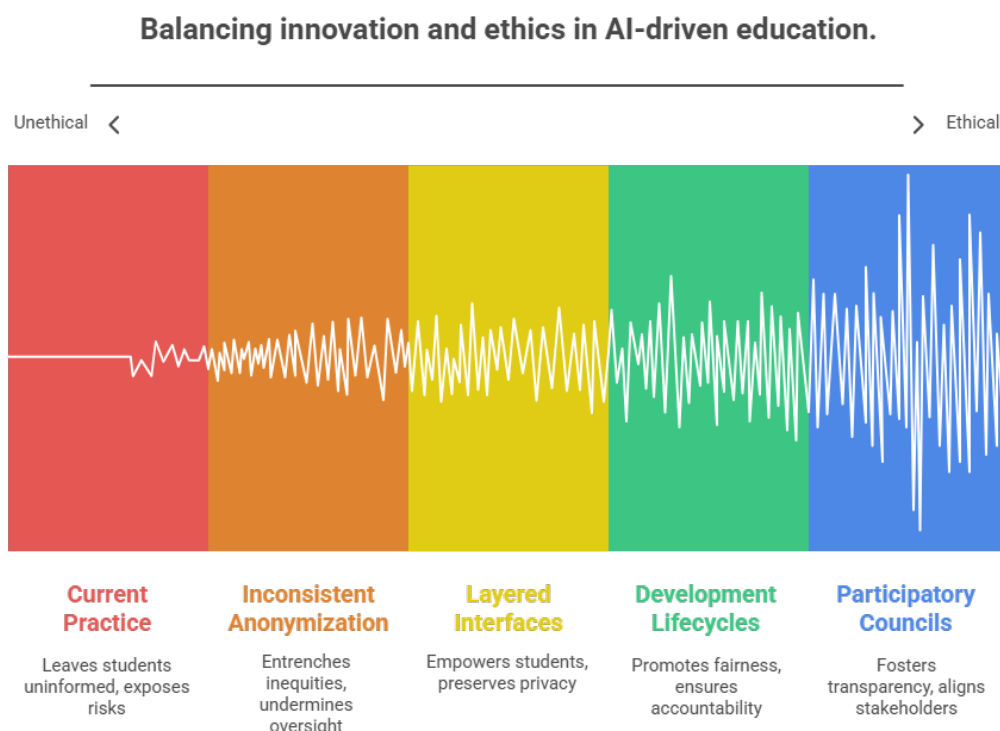 Balancing innovation and ethics in AI-driven education.
Unethical
Ethical
Current
Practice
Leaves students
uninformed, exposes
risks
Inconsistent
Anonymization
Entrenches
inequities,
undermines
oversight
Layered
Interfaces
Empowers students,
preserves privacy
Development
Lifecycles
Promotes fairness,
ensures
accountability
Participatory
Councils
Fosters
transparency, aligns
stakeholders